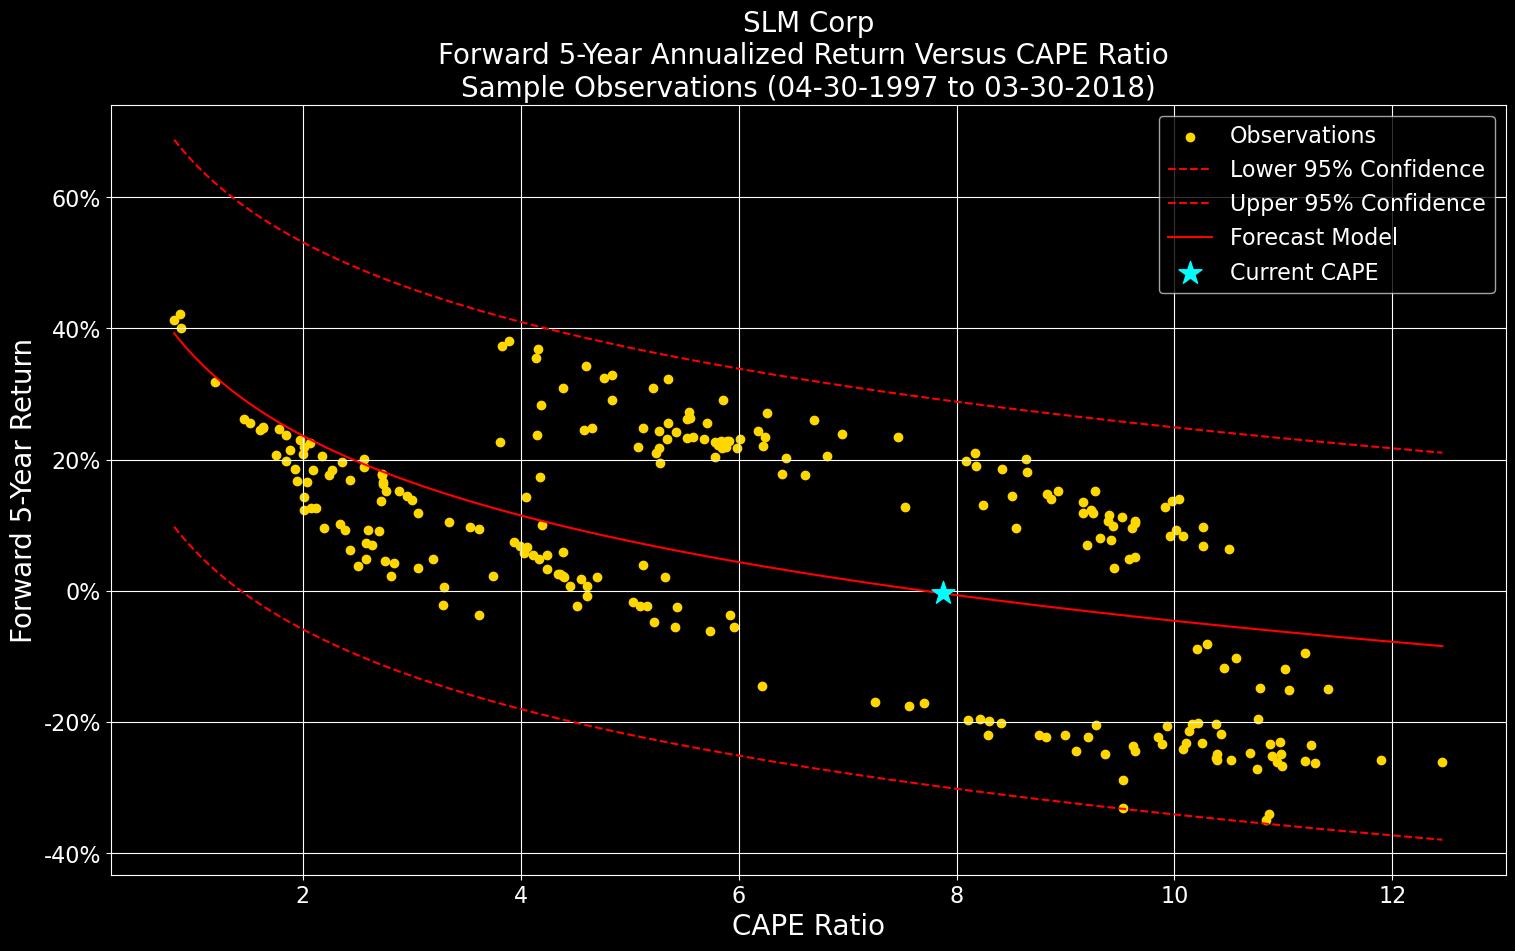 SLM Corp
Forward 5-Year Annualized Return Versus CAPE Ratio
Sample Observations (04-30-1997 to 03-30-2018)
Observations
Lower 95% Confidence
Upper 95% Confidence
Forecast Model
Current CAPE
Forward 5-Year Return
60%
40%
20%
0%
-20%
-40%
2 4 6 8 10 12
CAPE Ratio